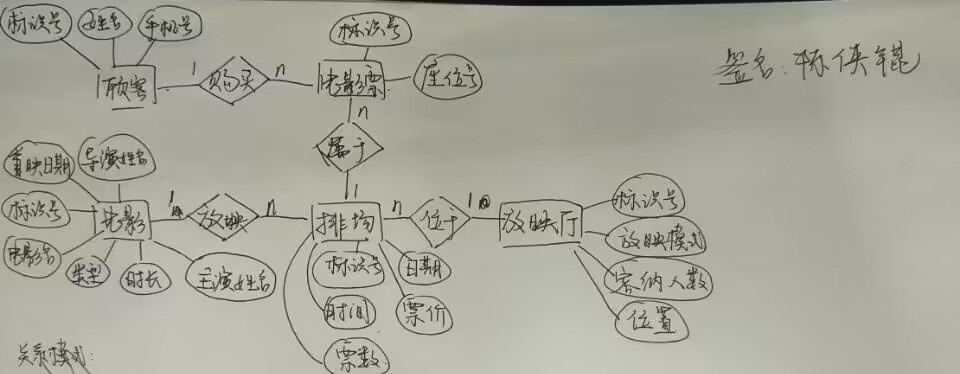 标识号 姓名 手机号 标识号
顾客 1 购买 n 电影票 座位号
签名:
n
属于
首映日期 导演姓名 1
标识号 电影 1 放映 n 排场 n 位于 1 放映厅 标识号
电影名 类型 时长 主演姓名 标识号 日期 放映模式
时间 票价 容纳人数
票数 位置
关系模式: